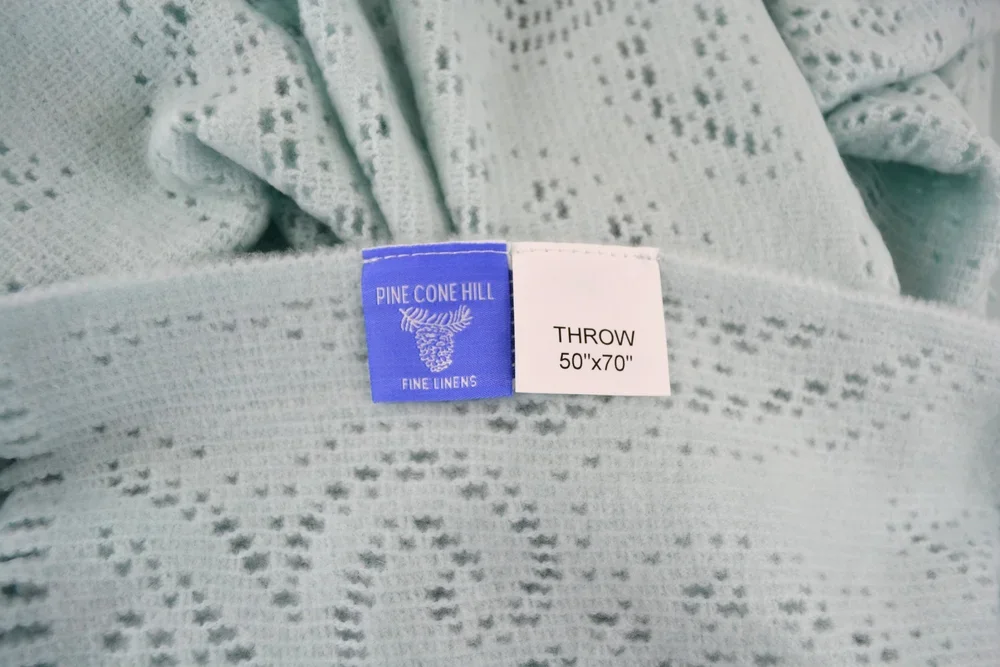 PINE CONE HILL
FINE LINENS
THROW
50"x70"